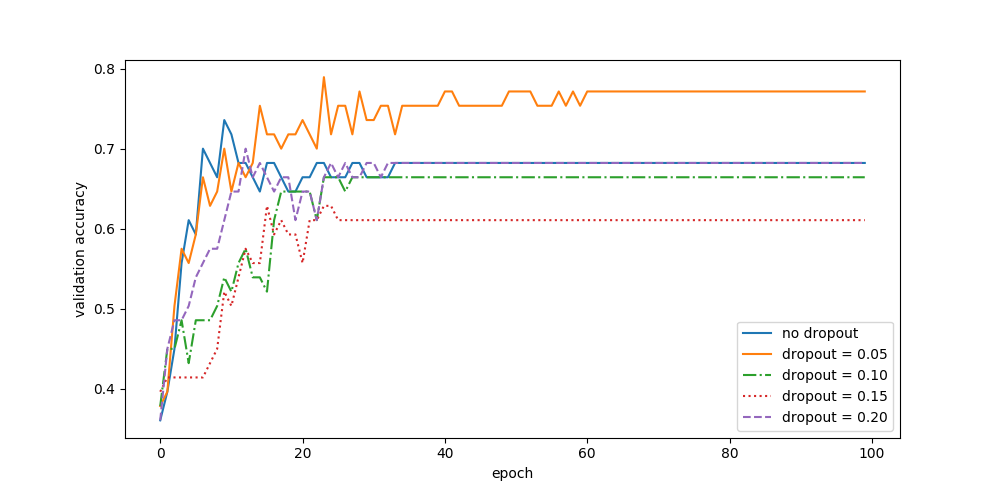 0.8
0.7
0.6
0.5
0.4
validation accuracy
no dropout
dropout = 0.05
dropout = 0.10
dropout = 0.15
dropout = 0.20
0 20 40 60 80 100
epoch